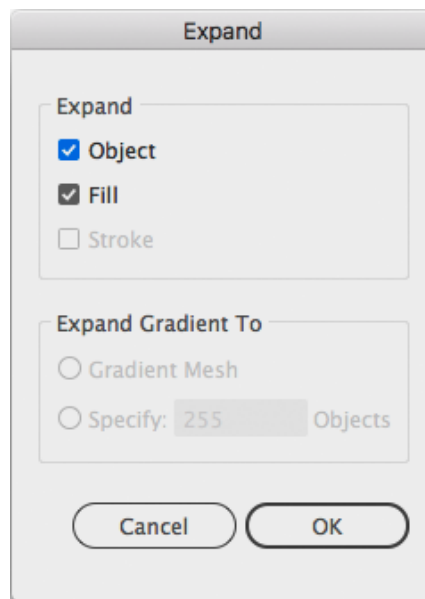 Expand
Expand
Object
Fill
Stroke
Expand Gradient To
Gradient Mesh
Specify: 255 Objects
Cancel OK